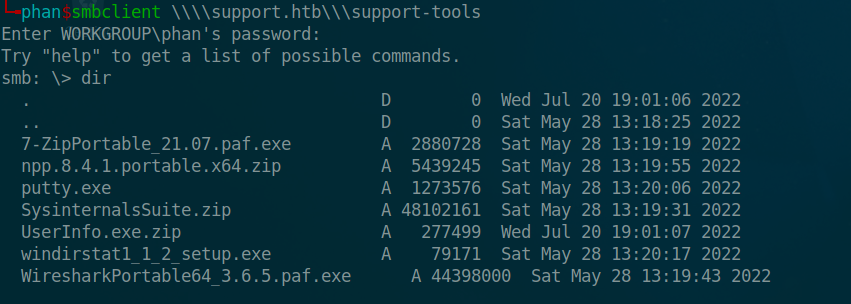 phan$smbclient \\\\support.htb\\\support-tools
Enter WORKGROUP\phan's password:
Try "help" to get a list of possible commands.
smb: \> dir
. D 0 Wed Jul 20 19:01:06 2022
.. D 0 Sat May 28 13:18:25 2022
7-ZipPortable_21.07.paf.exe A 2880728 Sat May 28 13:19:19 2022
npp.8.4.1.portable.x64.zip A 5439245 Sat May 28 13:19:55 2022
putty.exe A 1273576 Sat May 28 13:20:06 2022
SysinternalsSuite.zip A 48102161 Sat May 28 13:19:31 2022
UserInfo.exe.zip A 277499 Wed Jul 20 19:01:07 2022
windirstat1_1_2_setup.exe A 79171 Sat May 28 13:20:17 2022
WiresharkPortable64_3.6.5.paf.exe A 44398000 Sat May 28 13:19:43 2022